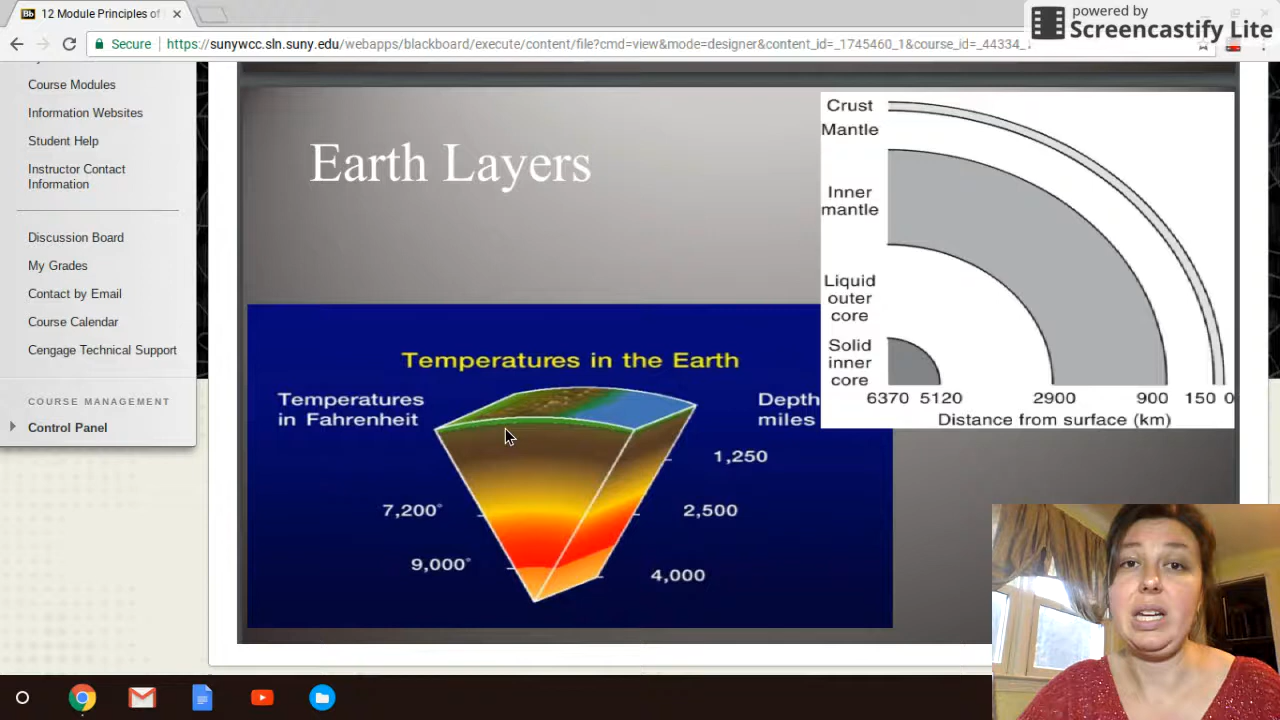 12 Module Principles of
powered by
Screencastify Lite
Secure
https://sunywcc.sln.suny.edu/webapps/blackboard/execute/content/file?cmd=view&mode=designer&content_id=_1745460_1&course_id=_44334_1
Course Modules
Information Websites
Student Help
Instructor Contact
Information
Discussion Board
My Grades
Contact by Email
Course Calendar
Cengage Technical Support
COURSE MANAGEMENT
Control Panel
Earth Layers
Crust
Mantle
Inner
mantle
Liquid
outer
core
Solid
inner
core
6370 5120 2900 900 150 0
Distance from surface (km)
Temperatures in the Earth
Temperatures
in Fahrenheit
Depth
miles
1,250
7,200°
2,500
9,000°
4,000